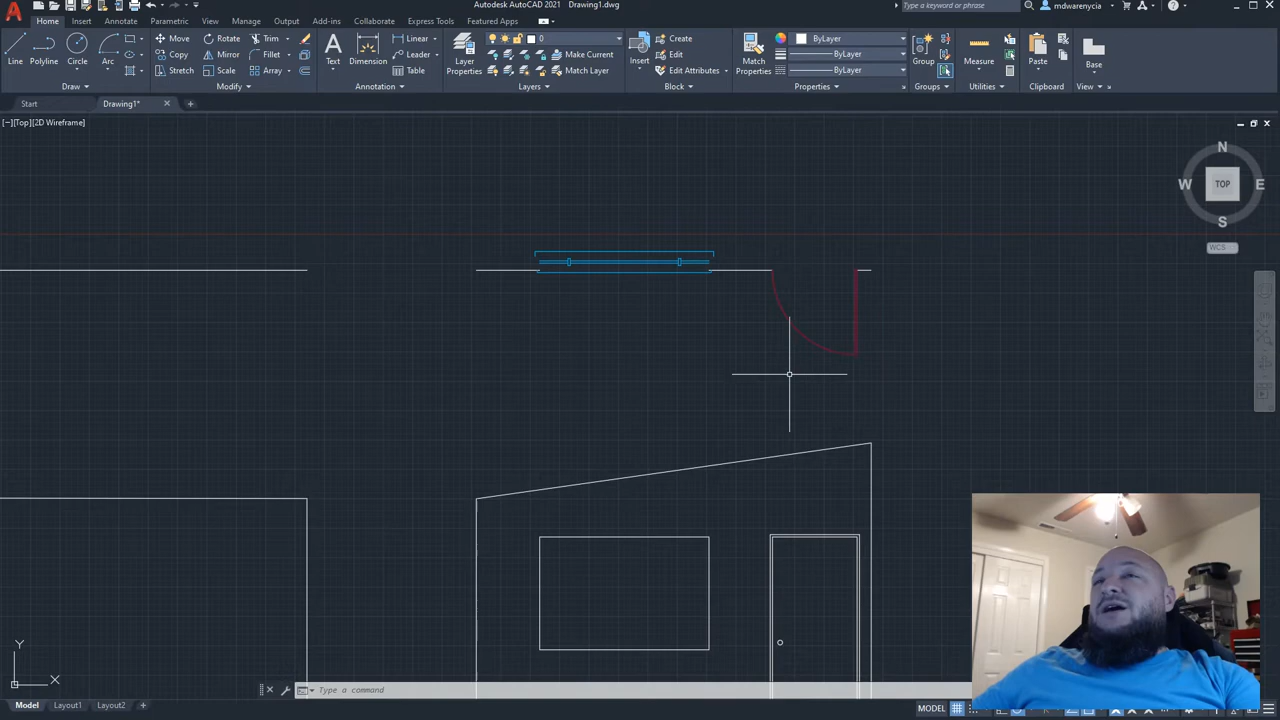 Autodesk AutoCAD 2021 Drawing1.dwg
Type a keyword or phrase
mdwarenycia
Home Insert Annotate Parametric View Manage Output Add-ins Collaborate Express Tools Featured Apps
Line Polyline Circle Arc
Move Rotate Trim
Copy Mirror Fillet
Stretch Scale Array
Text Dimension
Linear
Leader
Table
Layer Properties
0
Make Current
Match Layer
Insert
Create
Edit
Edit Attributes
Match Properties
ByLayer
ByLayer
ByLayer
Group
Measure
Paste
Base
Draw Modify Annotation Layers Block Properties Groups Utilities Clipboard View
Start Drawing1*
[−][Top][2D Wireframe]
N
W TOP E
S
WCS
Y
X
Type a command
Model Layout1 Layout2
MODEL